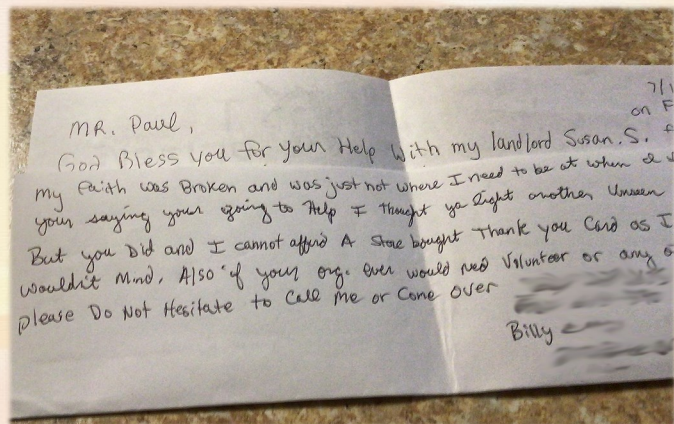 7/1
MR. Paul,
on F
God Bless you for your Help With my landlord Susan.S. f
My faith was Broken and was just not where I need to be at when I
your saying your going to Help I thought ya Right another Unseen
But you Did and I cannot afford A Store bought Thank you Card as I
wouldn't Mind. Also if your org. ever would need Volunteer or any
please Do Not Hesitate to Call Me or Come over
Billy